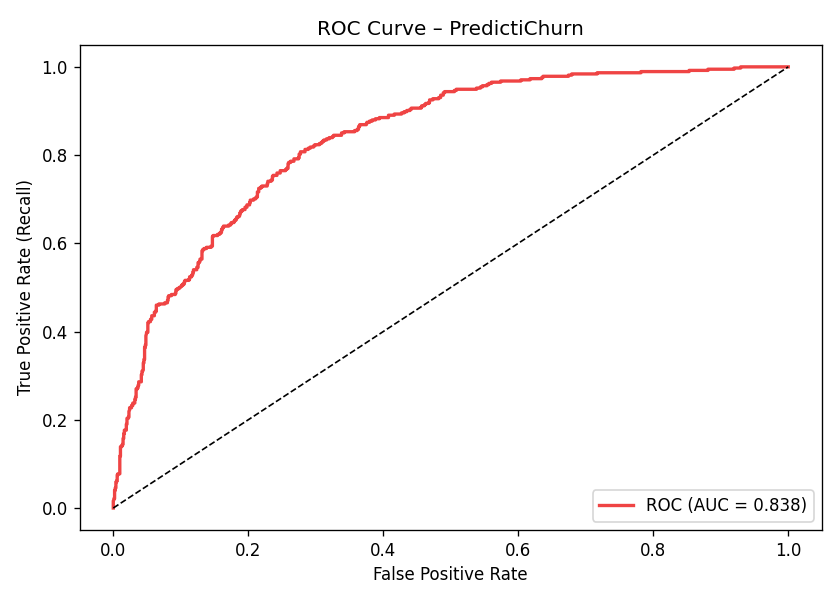 ROC Curve – PredictiChurn
True Positive Rate (Recall)
1.0
0.8
0.6
0.4
0.2
0.0
ROC (AUC = 0.838)
0.0 0.2 0.4 0.6 0.8 1.0
False Positive Rate